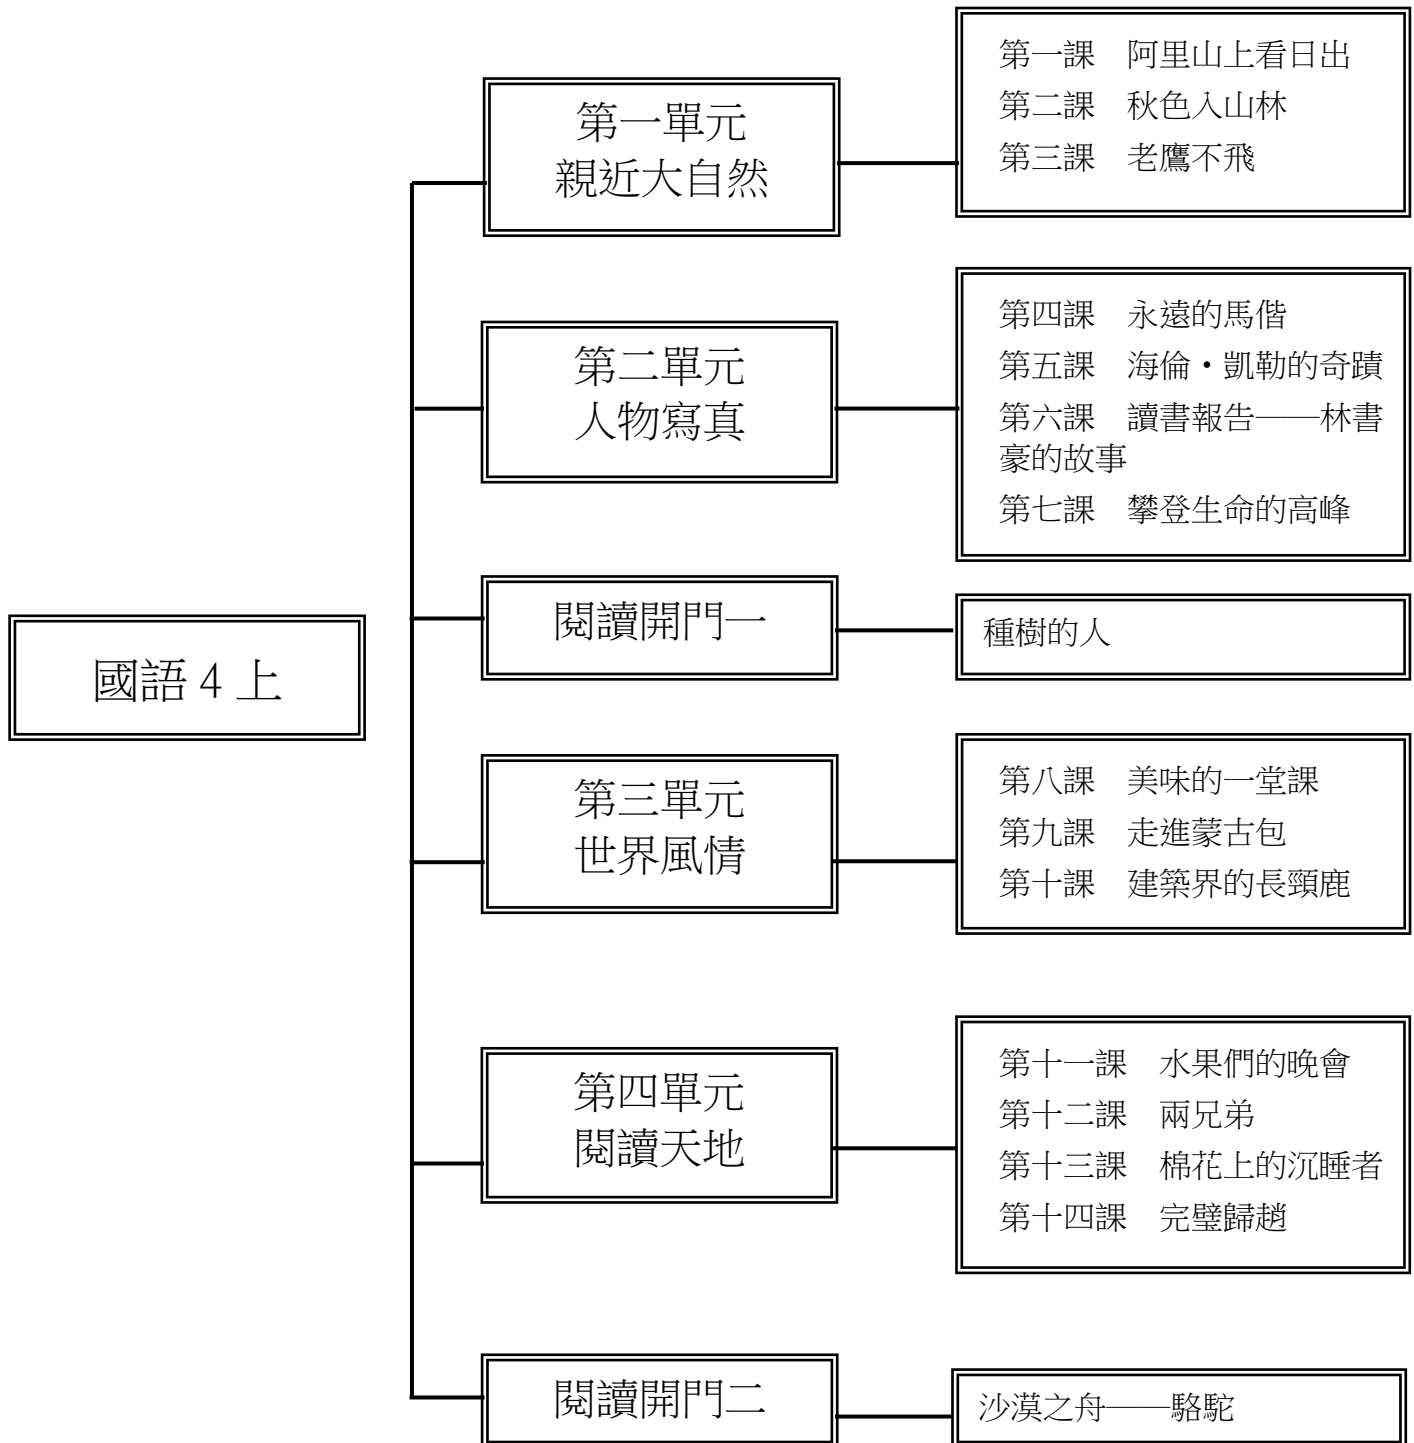 國語 4 上
第一單元
親近大自然
第一課　阿里山上看日出
第二課　秋色入山林
第三課　老鷹不飛
第二單元
人物寫真
第四課　永遠的馬偕
第五課　海倫‧凱勒的奇蹟
第六課　讀書報告──林書
豪的故事
第七課　攀登生命的高峰
閱讀開門一
種樹的人
第三單元
世界風情
第八課　美味的一堂課
第九課　走進蒙古包
第十課　建築界的長頸鹿
第四單元
閱讀天地
第十一課　水果們的晚會
第十二課　兩兄弟
第十三課　棉花上的沉睡者
第十四課　完璧歸趙
閱讀開門二
沙漠之舟──駱駝